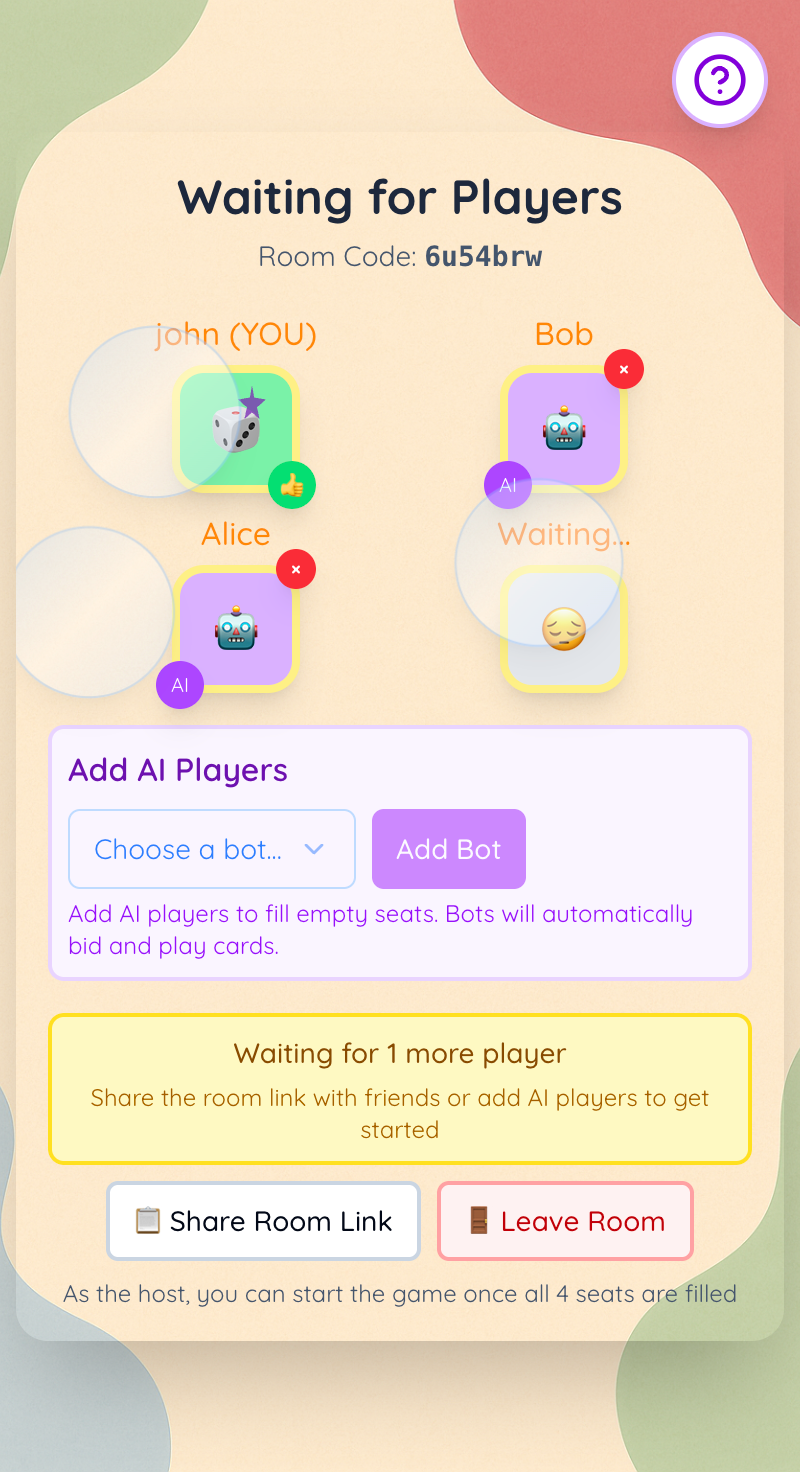 Waiting for Players
Room Code: 6u54brw
john (YOU)
Bob
×
AI
Alice
Waiting...
×
AI
Add AI Players
Choose a bot...
Add Bot
Add AI players to fill empty seats. Bots will automatically
bid and play cards.
Waiting for 1 more player
Share the room link with friends or add AI players to get
started
Share Room Link
Leave Room
As the host, you can start the game once all 4 seats are filled